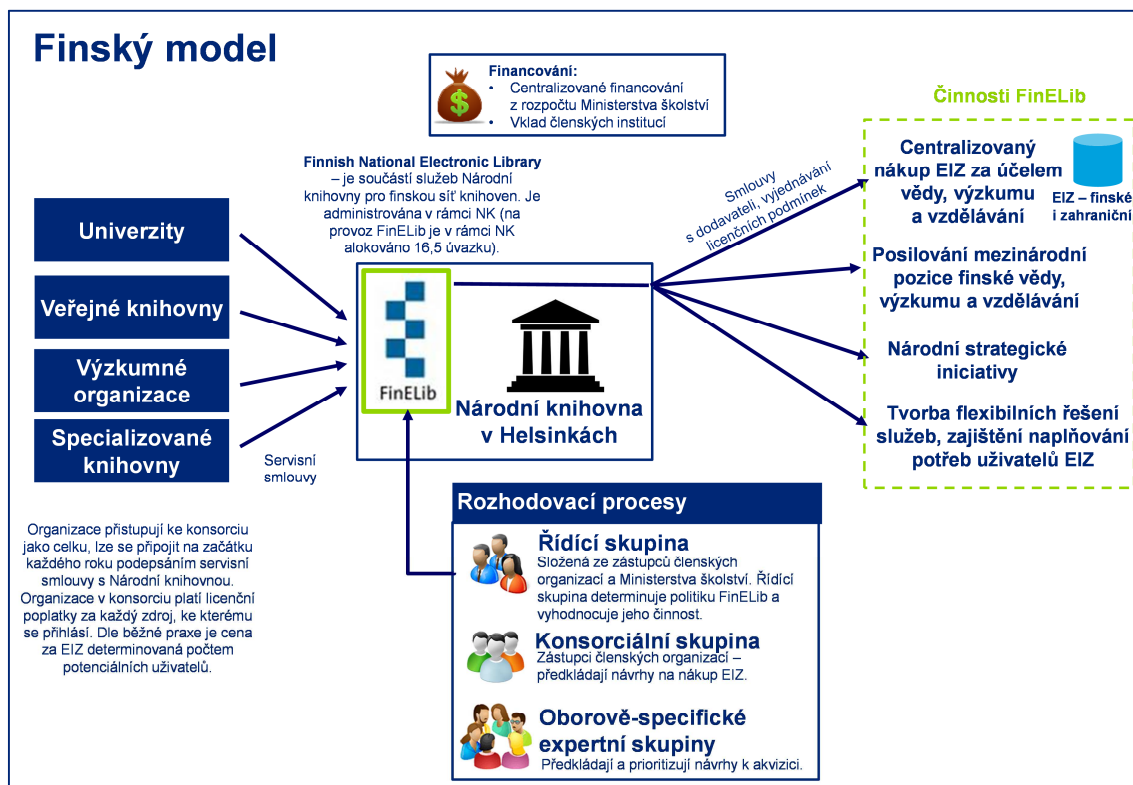 Finský model
Financování:
• Centralizované financování
z rozpočtu Ministerstva školství
• Vklad členských institucí
Finnish National Electronic Library
– je součástí služeb Národní
knihovny pro finskou síť knihoven. Je
administrována v rámci NK (na
provoz FinELib je v rámci NK
alokováno 16,5 úvazku).
Univerzity
Veřejné knihovny
Výzkumné
organizace
Specializované
knihovny
Servisní
smlouvy
FinELib
Národní knihovna
v Helsinkách
Smlouvy
s dodavateli, vyjednávání
licenčních podmínek
Činnosti FinELib
Centralizovaný
nákup EIZ za účelem
vědy, výzkumu
a vzdělávání
EIZ – finské
i zahraniční
Posilování mezinárodní
pozice finské vědy,
výzkumu a vzdělávání
Národní strategické
iniciativy
Tvorba flexibilních řešení
služeb, zajištění naplňování
potřeb uživatelů EIZ
Organizace přistupují ke konsorciu
jako celku, lze se připojit na začátku
každého roku podepsáním servisní
smlouvy s Národní knihovnou.
Organizace v konsorciu platí licenční
poplatky za každý zdroj, ke kterému
se přihlásí. Dle běžné praxe je cena
za EIZ determinovaná počtem
potenciálních uživatelů.
Rozhodovací procesy
Řídící skupina
Složená ze zástupců členských
organizací a Ministerstva školství. Řídící
skupina determinuje politiku FinELib a
vyhodnocuje jeho činnost.
Konsorciální skupina
Zástupci členských organizací –
předkládají návrhy na nákup EIZ.
Oborově-specifické
expertní skupiny
Předkládají a prioritizují návrhy k akvizici.